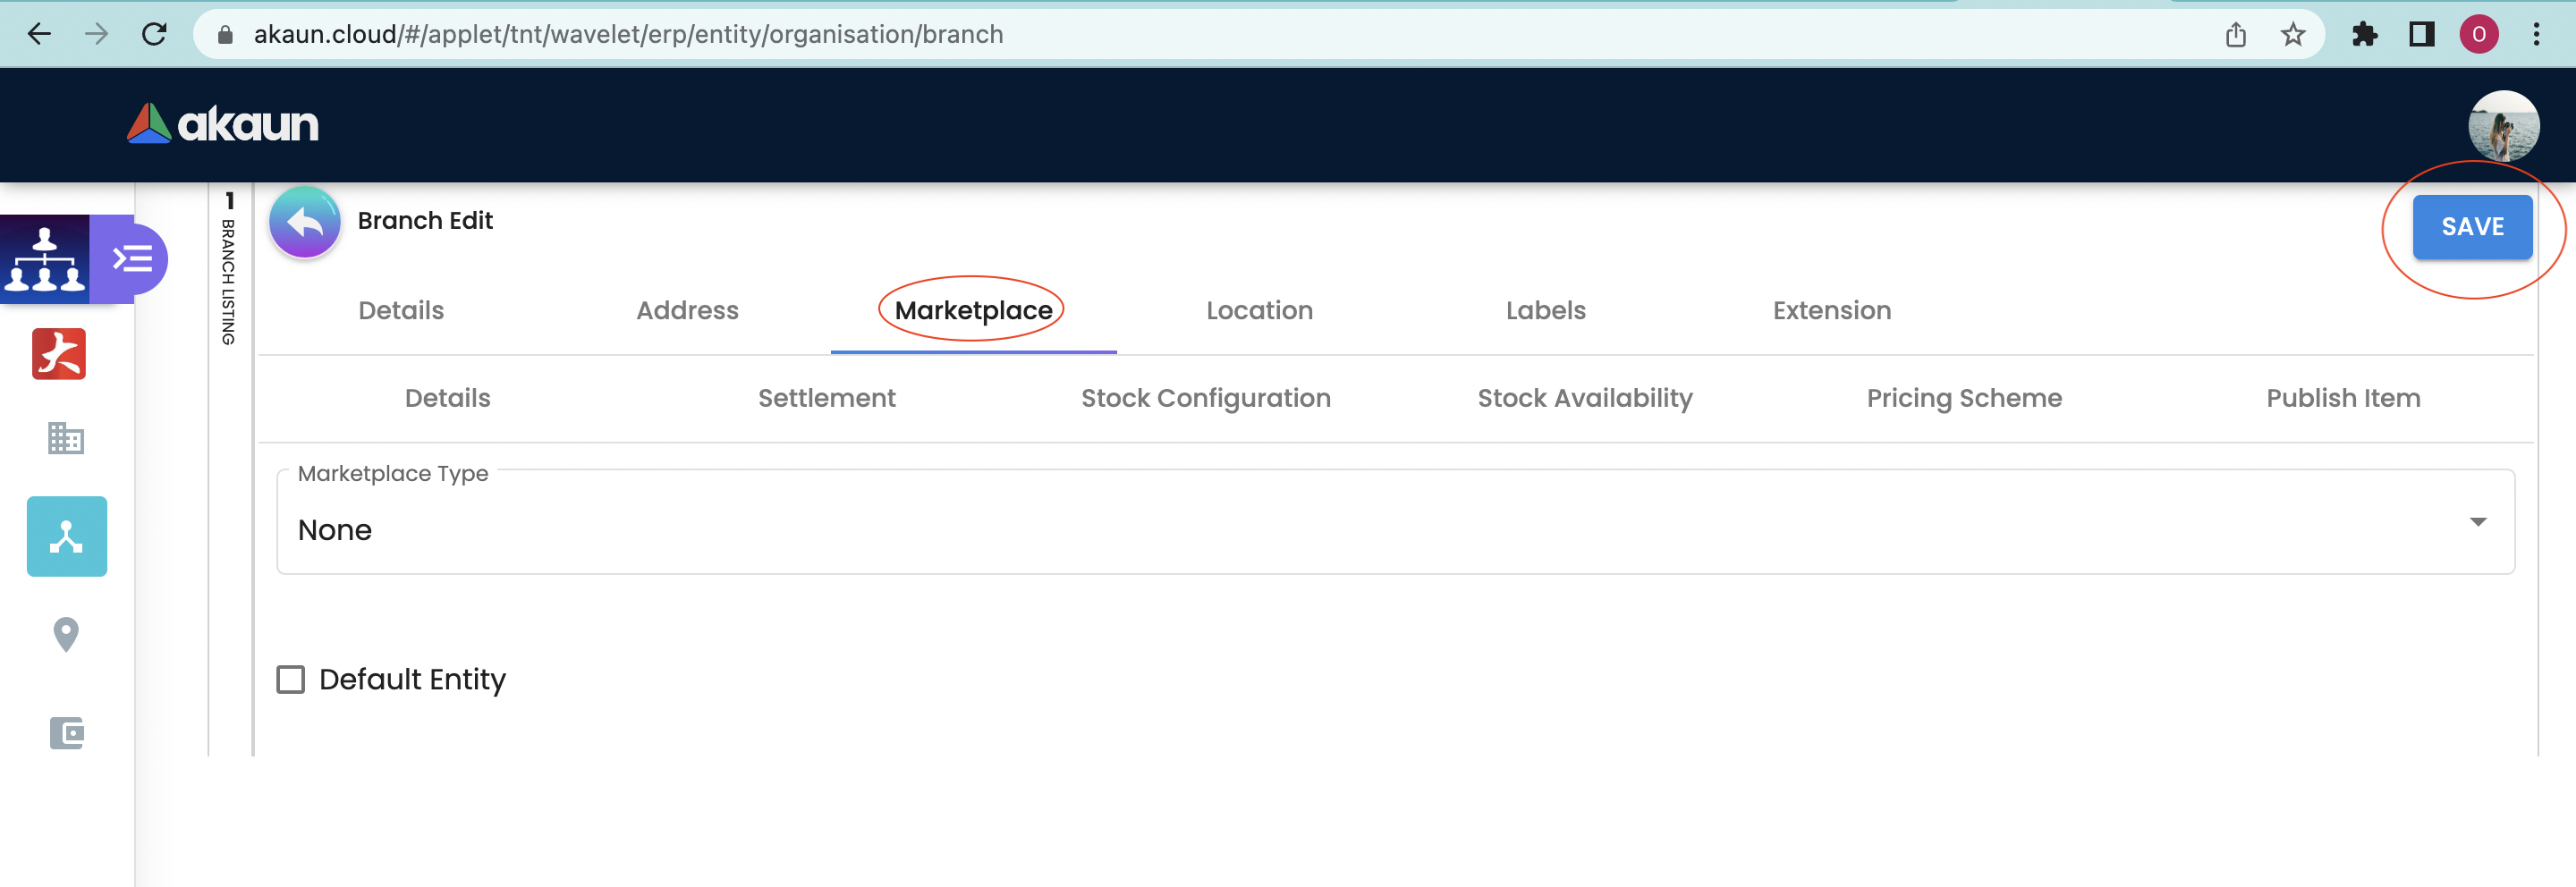 akaun.cloud/#/applet/tnt/wavelet/erp/entity/organisation/branch
O
akaun
1
BRANCH LISTING
Branch Edit
SAVE
Details Address Marketplace Location Labels Extension
Details Settlement Stock Configuration Stock Availability Pricing Scheme Publish Item
Marketplace Type
None
Default Entity